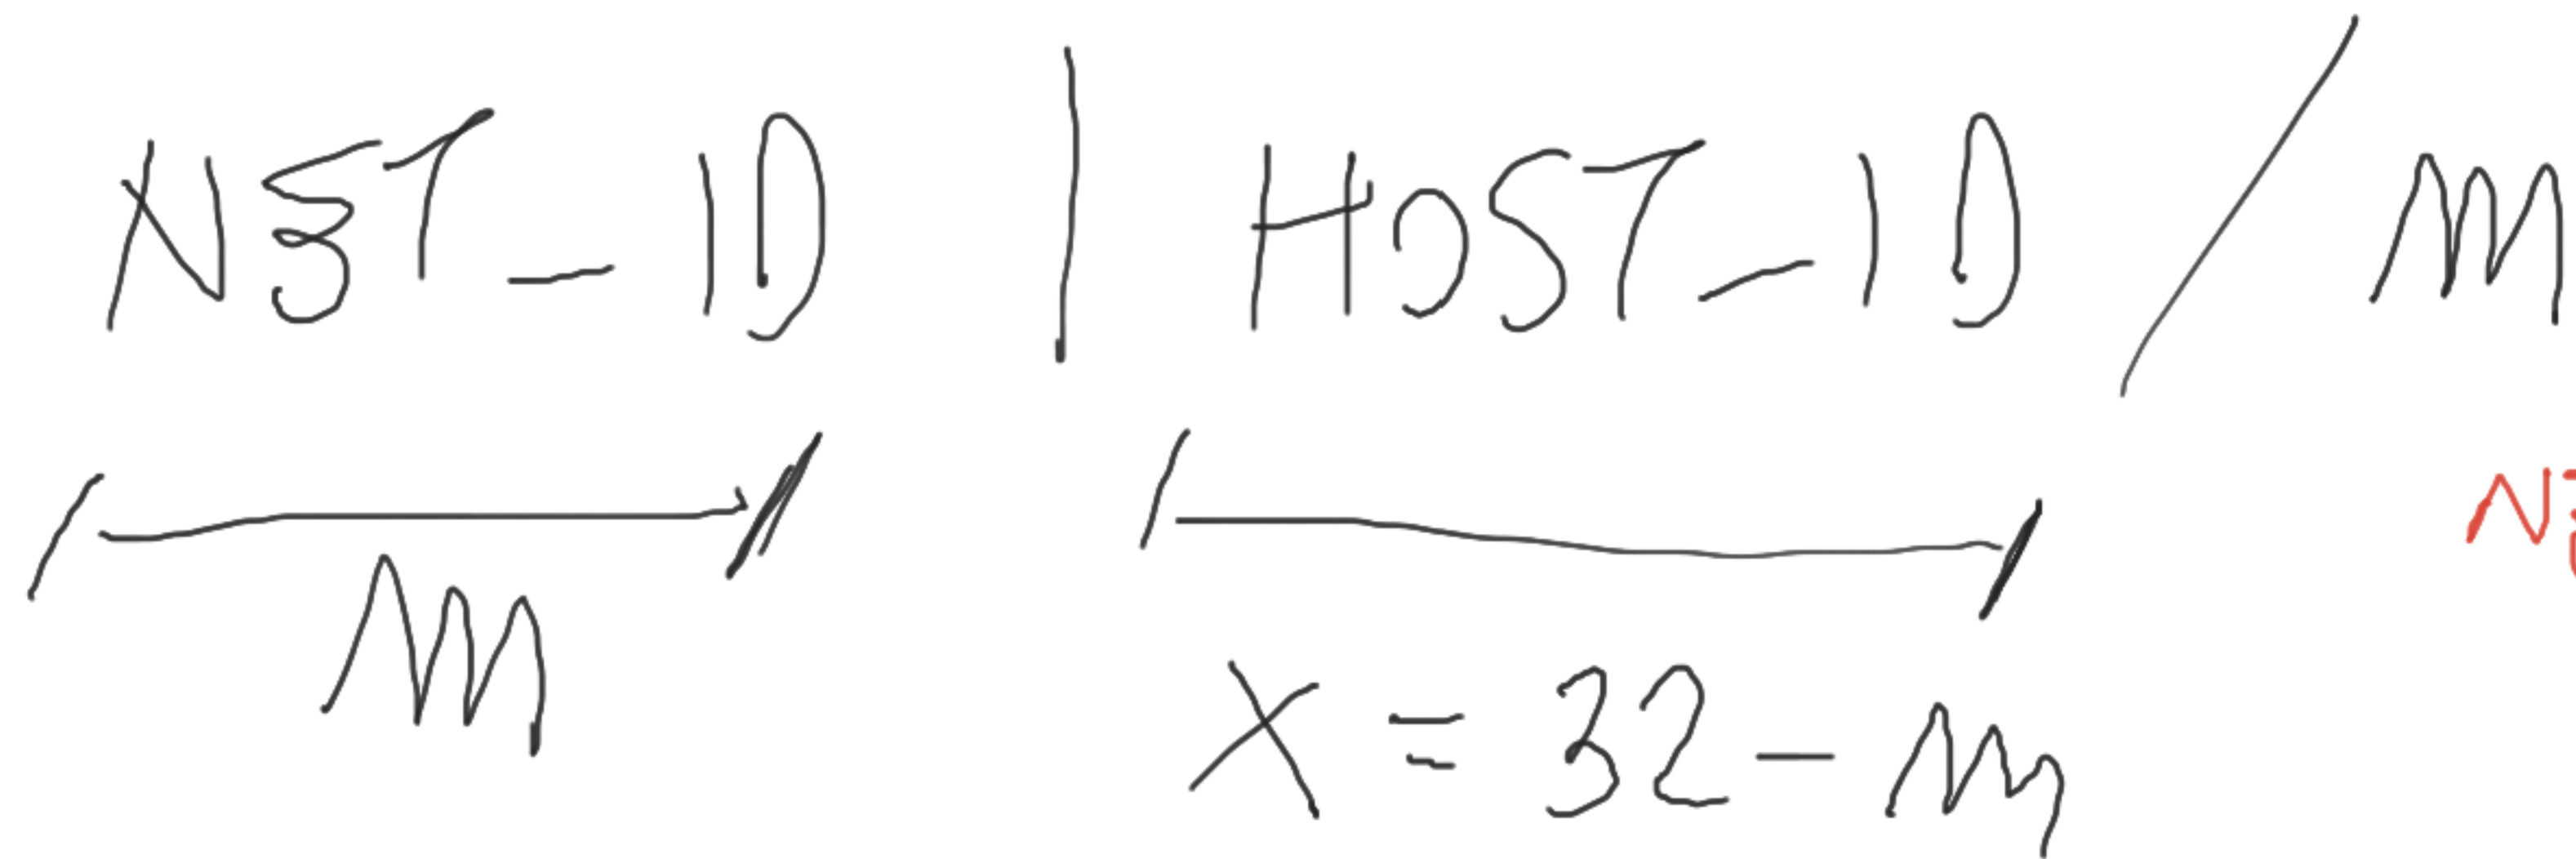 NET_ID | HOST_ID / m
m
X = 32 - m